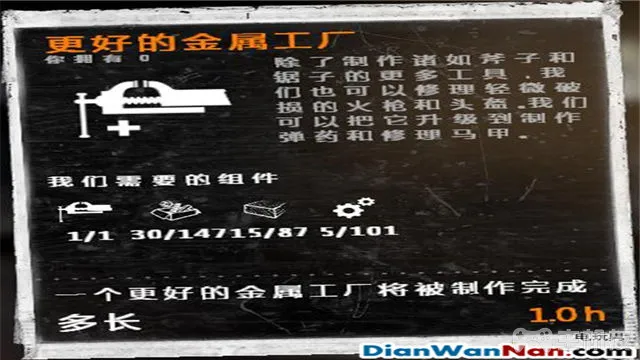 更好的金属工厂
你拥有0
除了制作诸如斧子和
锯子的更多工具,我
们也可以修理轻微破
损的火枪和头盔。我们
可以把它升级到制作
弹药和修理马甲。
我们需要的组件
1/1 30/147 15/87 5/101
一个更好的金属工厂将被制作完成
多长
1.0h
DianWanNan.com